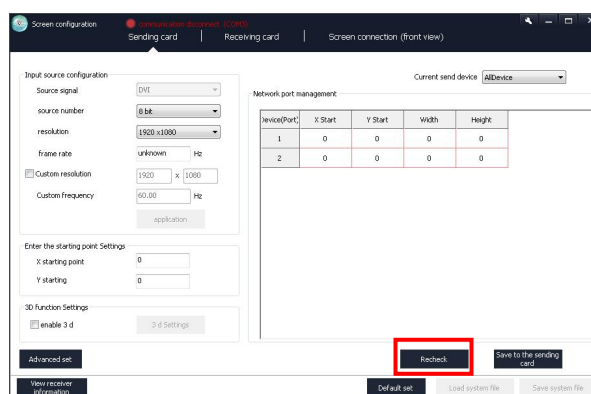 Screen configuration
communication disconnect (COM3)
Sending card | Receiving card | Screen connection (front view)
Input source configuration
Current send device AllDevice
Source signal DVI
Network port management
source number 8 bit
Device(Port) X Start Y Start Width Height
resolution 1920 x1080
1 0 0 0 0
frame rate unknown Hz
2 0 0 0 0
Custom resolution 1920 x 1080
Custom frequency 60.00 Hz
application
Enter the starting point Settings
X starting point 0
Y starting 0
3D function Settings
enable 3 d 3 d Settings
Advanced set
Recheck
Save to the sending
card
View receiver
information
Default set
Load system file
Save system file